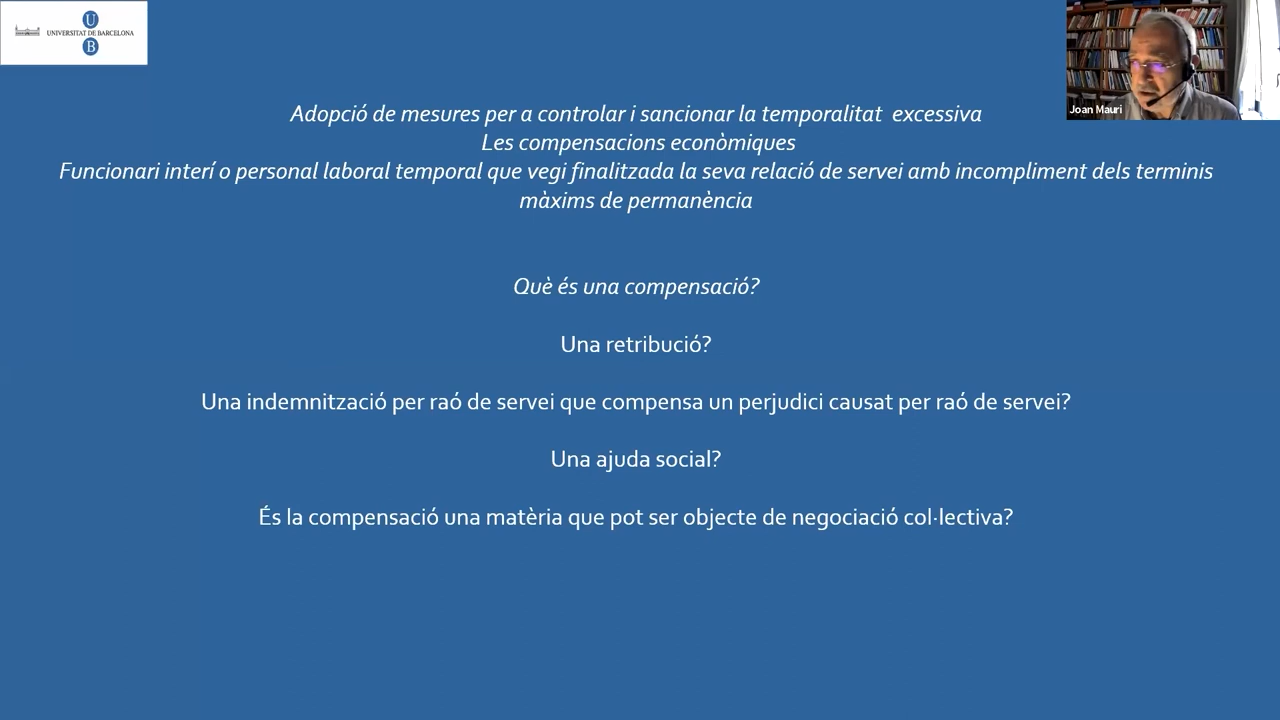 U
UNIVERSITAT DE BARCELONA
B
Joan Mauri
Adopció de mesures per a controlar i sancionar la temporalitat excessiva
Les compensacions econòmiques
Funcionari interí o personal laboral temporal que vegi finalitzada la seva relació de servei amb incompliment dels terminis
màxims de permanència
Què és una compensació?
Una retribució?
Una indemnització per raó de servei que compensa un perjudici causat per raó de servei?
Una ajuda social?
És la compensació una matèria que pot ser objecte de negociació col·lectiva?